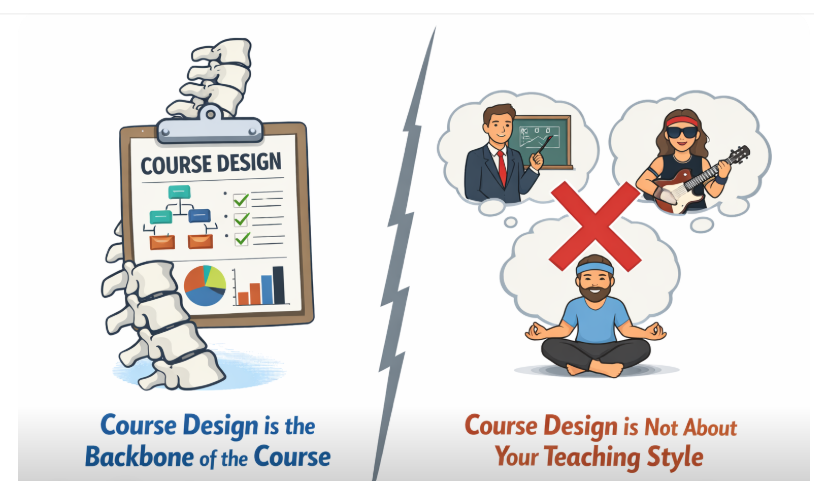 COURSE DESIGN
Course Design is the
Backbone of the Course
Course Design is Not About
Your Teaching Style